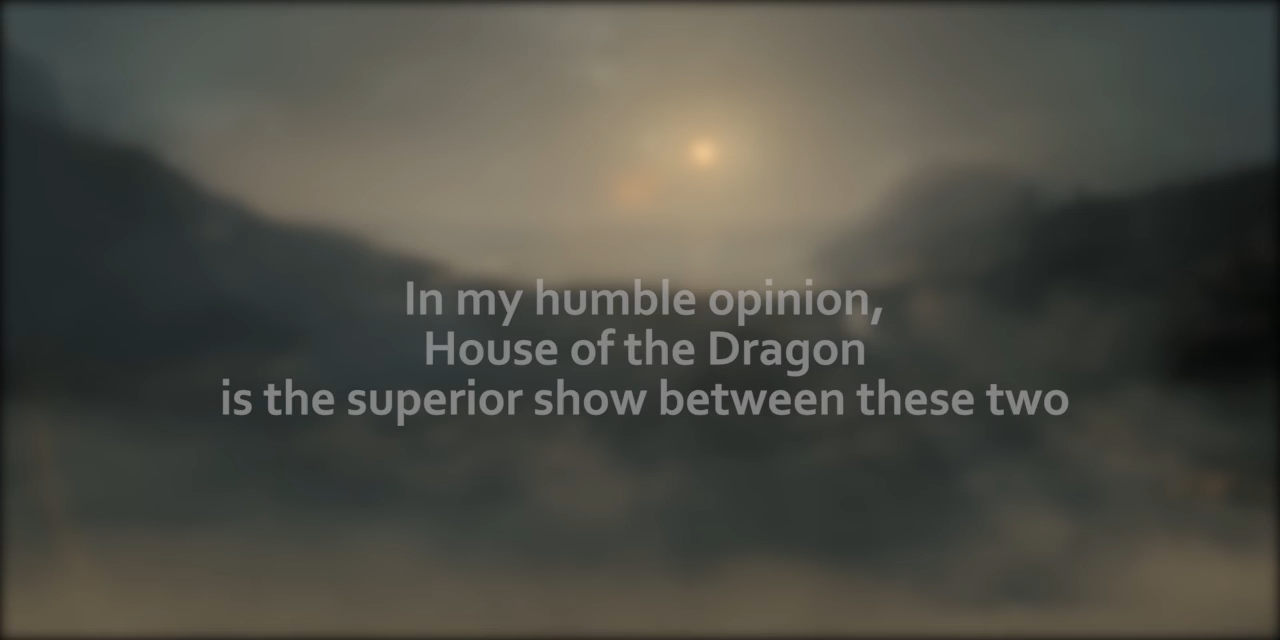 In my humble opinion,
House of the Dragon
is the superior show between these two